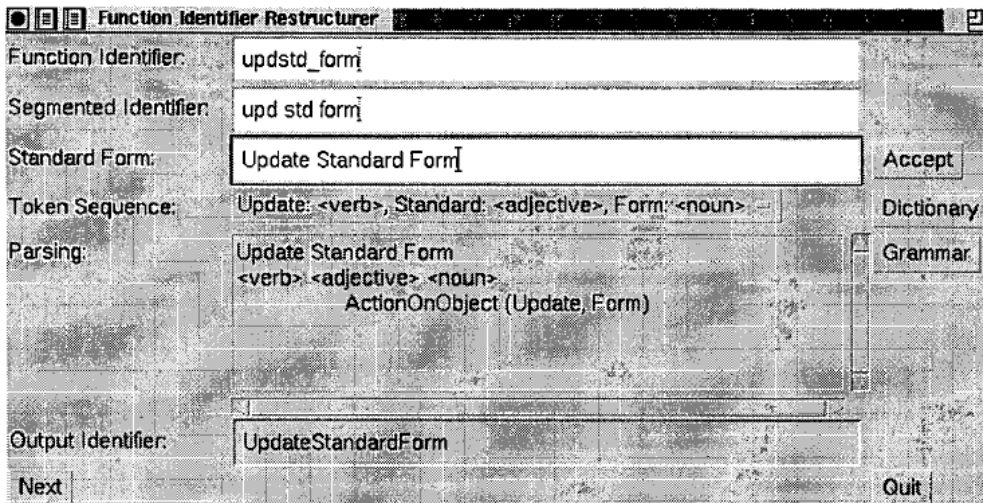 Function Identifier Restructurer
Function Identifier: updstd_form
Segmented Identifier: upd std form
Standard Form: Update Standard Form Accept
Token Sequence: Update: <verb>, Standard: <adjective>, Form: <noun> Dictionary
Parsing: Update Standard Form Grammar
<verb> <adjective> <noun>
ActionOnObject (Update, Form)
Output Identifier: UpdateStandardForm
Next Quit